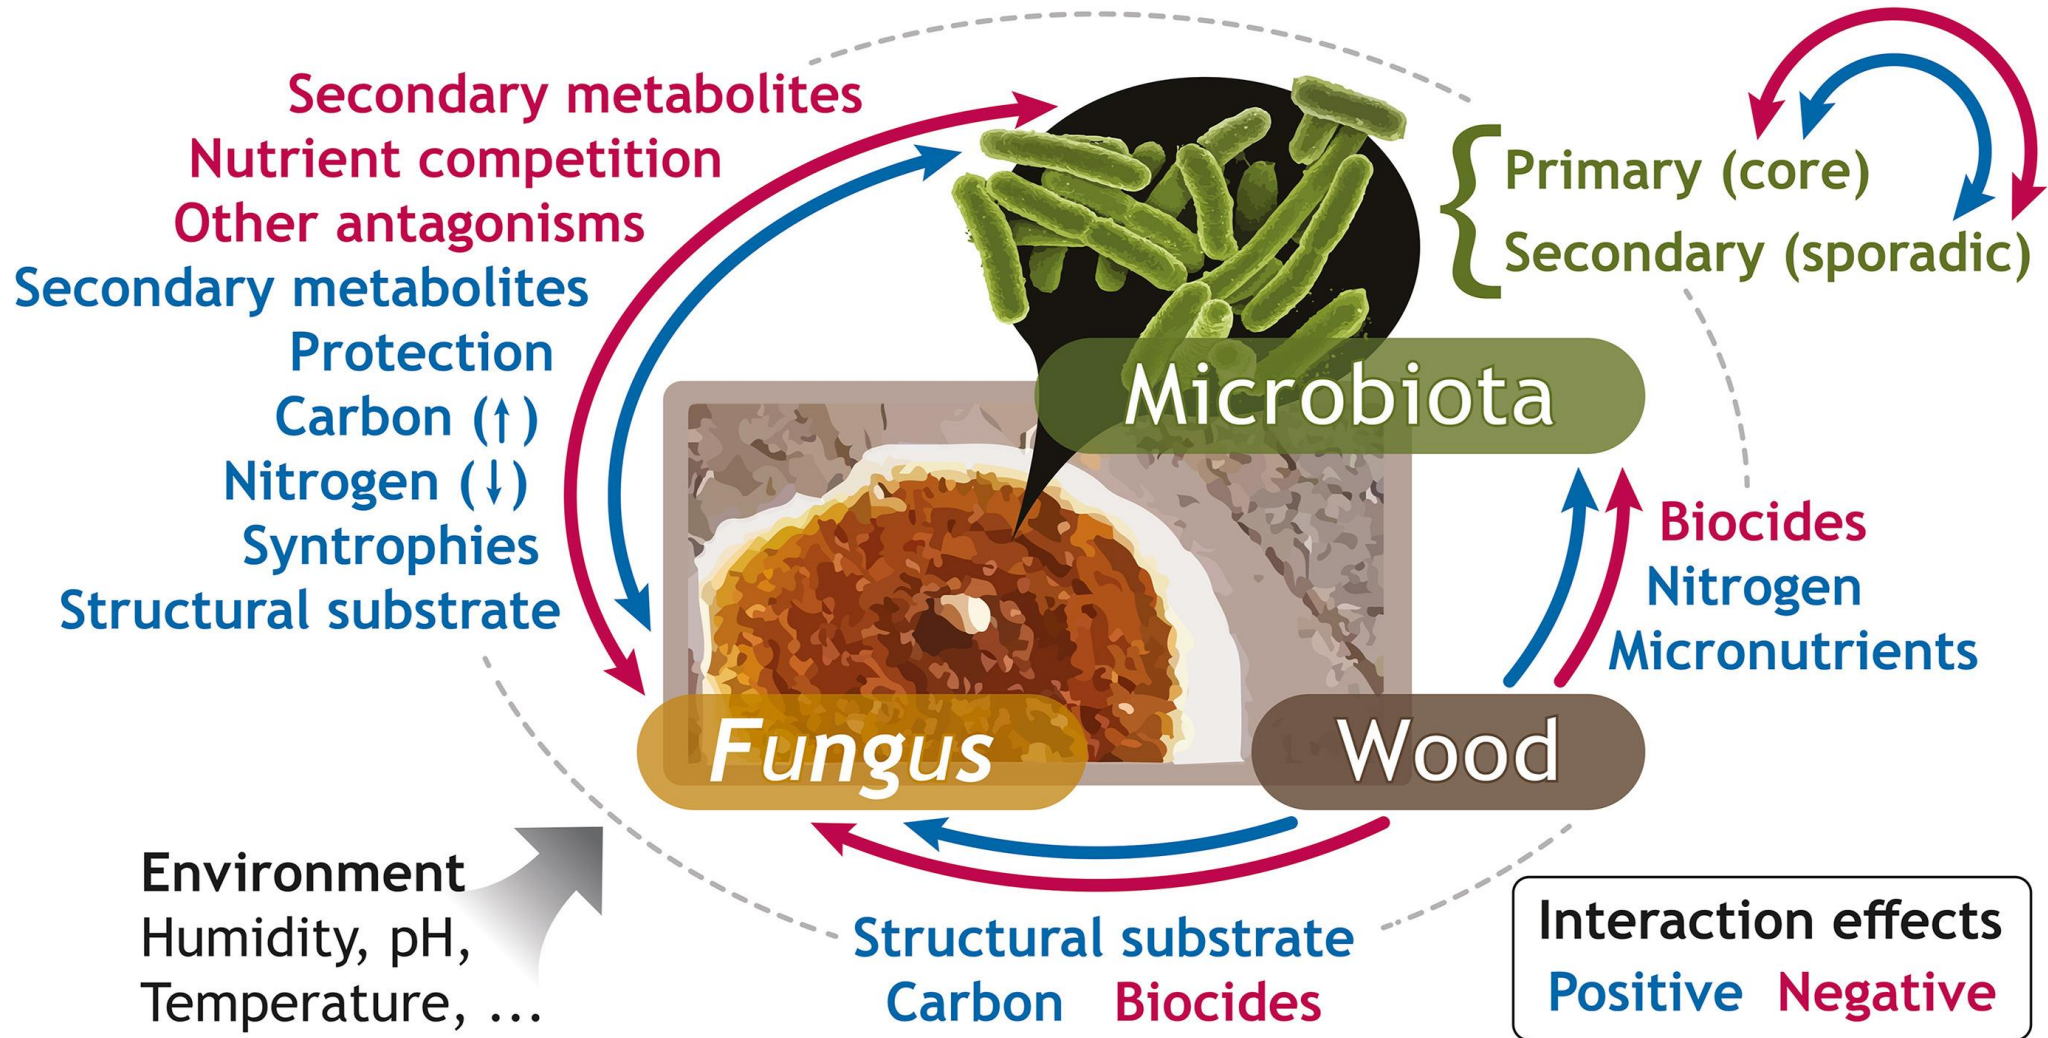 Secondary metabolites
Nutrient competition
Other antagonisms
Secondary metabolites
Protection
Carbon (↑)
Nitrogen (↓)
Syntrophies
Structural substrate
Primary (core)
Secondary (sporadic)
Microbiota
Biocides
Nitrogen
Micronutrients
Fungus
Wood
Environment
Humidity, pH,
Temperature, ...
Structural substrate
Carbon Biocides
Interaction effects
Positive Negative